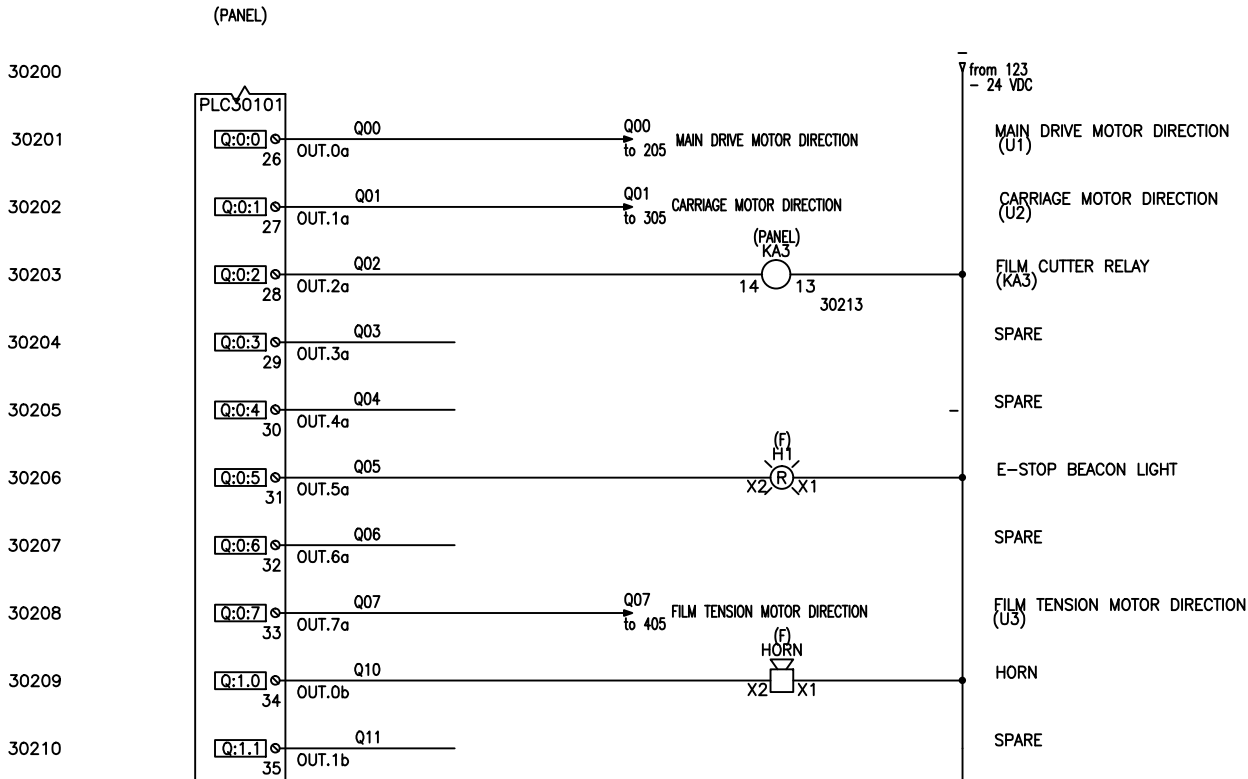 (PANEL)
30200
from 123
- 24 VDC
PLC30101
30201
Q:0:0
26
OUT.0a
Q00
Q00
to 205
MAIN DRIVE MOTOR DIRECTION
MAIN DRIVE MOTOR DIRECTION
(U1)
30202
Q:0:1
27
OUT.1a
Q01
Q01
to 305
CARRIAGE MOTOR DIRECTION
CARRIAGE MOTOR DIRECTION
(U2)
30203
Q:0:2
28
OUT.2a
Q02
(PANEL)
KA3
14
13
30213
FILM CUTTER RELAY
(KA3)
30204
Q:0:3
29
OUT.3a
Q03
SPARE
30205
Q:0:4
30
OUT.4a
Q04
SPARE
30206
Q:0:5
31
OUT.5a
Q05
(F)
H1
X2
R
X1
E-STOP BEACON LIGHT
30207
Q:0:6
32
OUT.6a
Q06
SPARE
30208
Q:0:7
33
OUT.7a
Q07
Q07
to 405
FILM TENSION MOTOR DIRECTION
FILM TENSION MOTOR DIRECTION
(U3)
30209
Q:1.0
34
OUT.0b
Q10
(F)
HORN
X2
X1
HORN
30210
Q:1.1
35
OUT.1b
Q11
SPARE